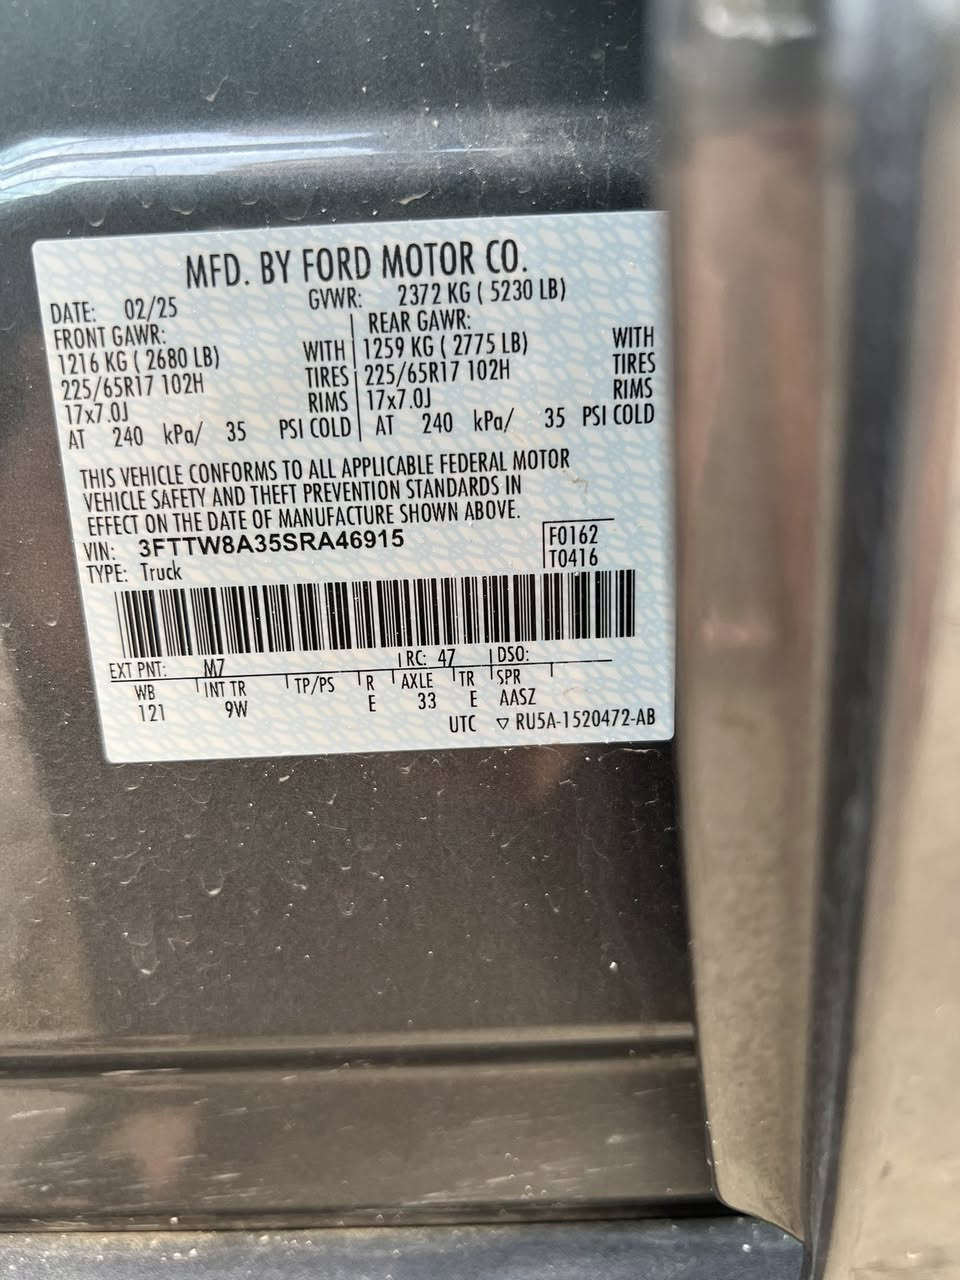 MFD. BY FORD MOTOR CO.
DATE: 02/25 GVWR: 2372 KG ( 5230 LB)
FRONT GAWR: REAR GAWR:
1216 KG ( 2680 LB) WITH 1259 KG ( 2775 LB) WITH
225/65R17 102H TIRES 225/65R17 102H TIRES
17x7.0J RIMS 17x7.0J RIMS
AT 240 kPa/ 35 PSI COLD AT 240 kPa/ 35 PSI COLD
THIS VEHICLE CONFORMS TO ALL APPLICABLE FEDERAL MOTOR
VEHICLE SAFETY AND THEFT PREVENTION STANDARDS IN
EFFECT ON THE DATE OF MANUFACTURE SHOWN ABOVE.
VIN: 3FTTW8A35SRA46915 F0162
TYPE: Truck T0416
EXT PNT: M7 RC: 47 DSO:
WB INT TR TP/PS R AXLE TR SPR
121 9W E 33 E AASZ
UTC ▽ RU5A-1520472-AB